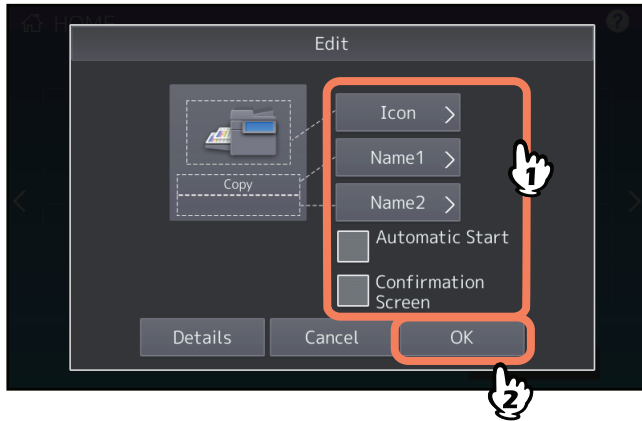 HOME
?
Edit
Icon
Name1
Copy
Name2
Automatic Start
Confirmation
Screen
Details
Cancel
OK
1
2